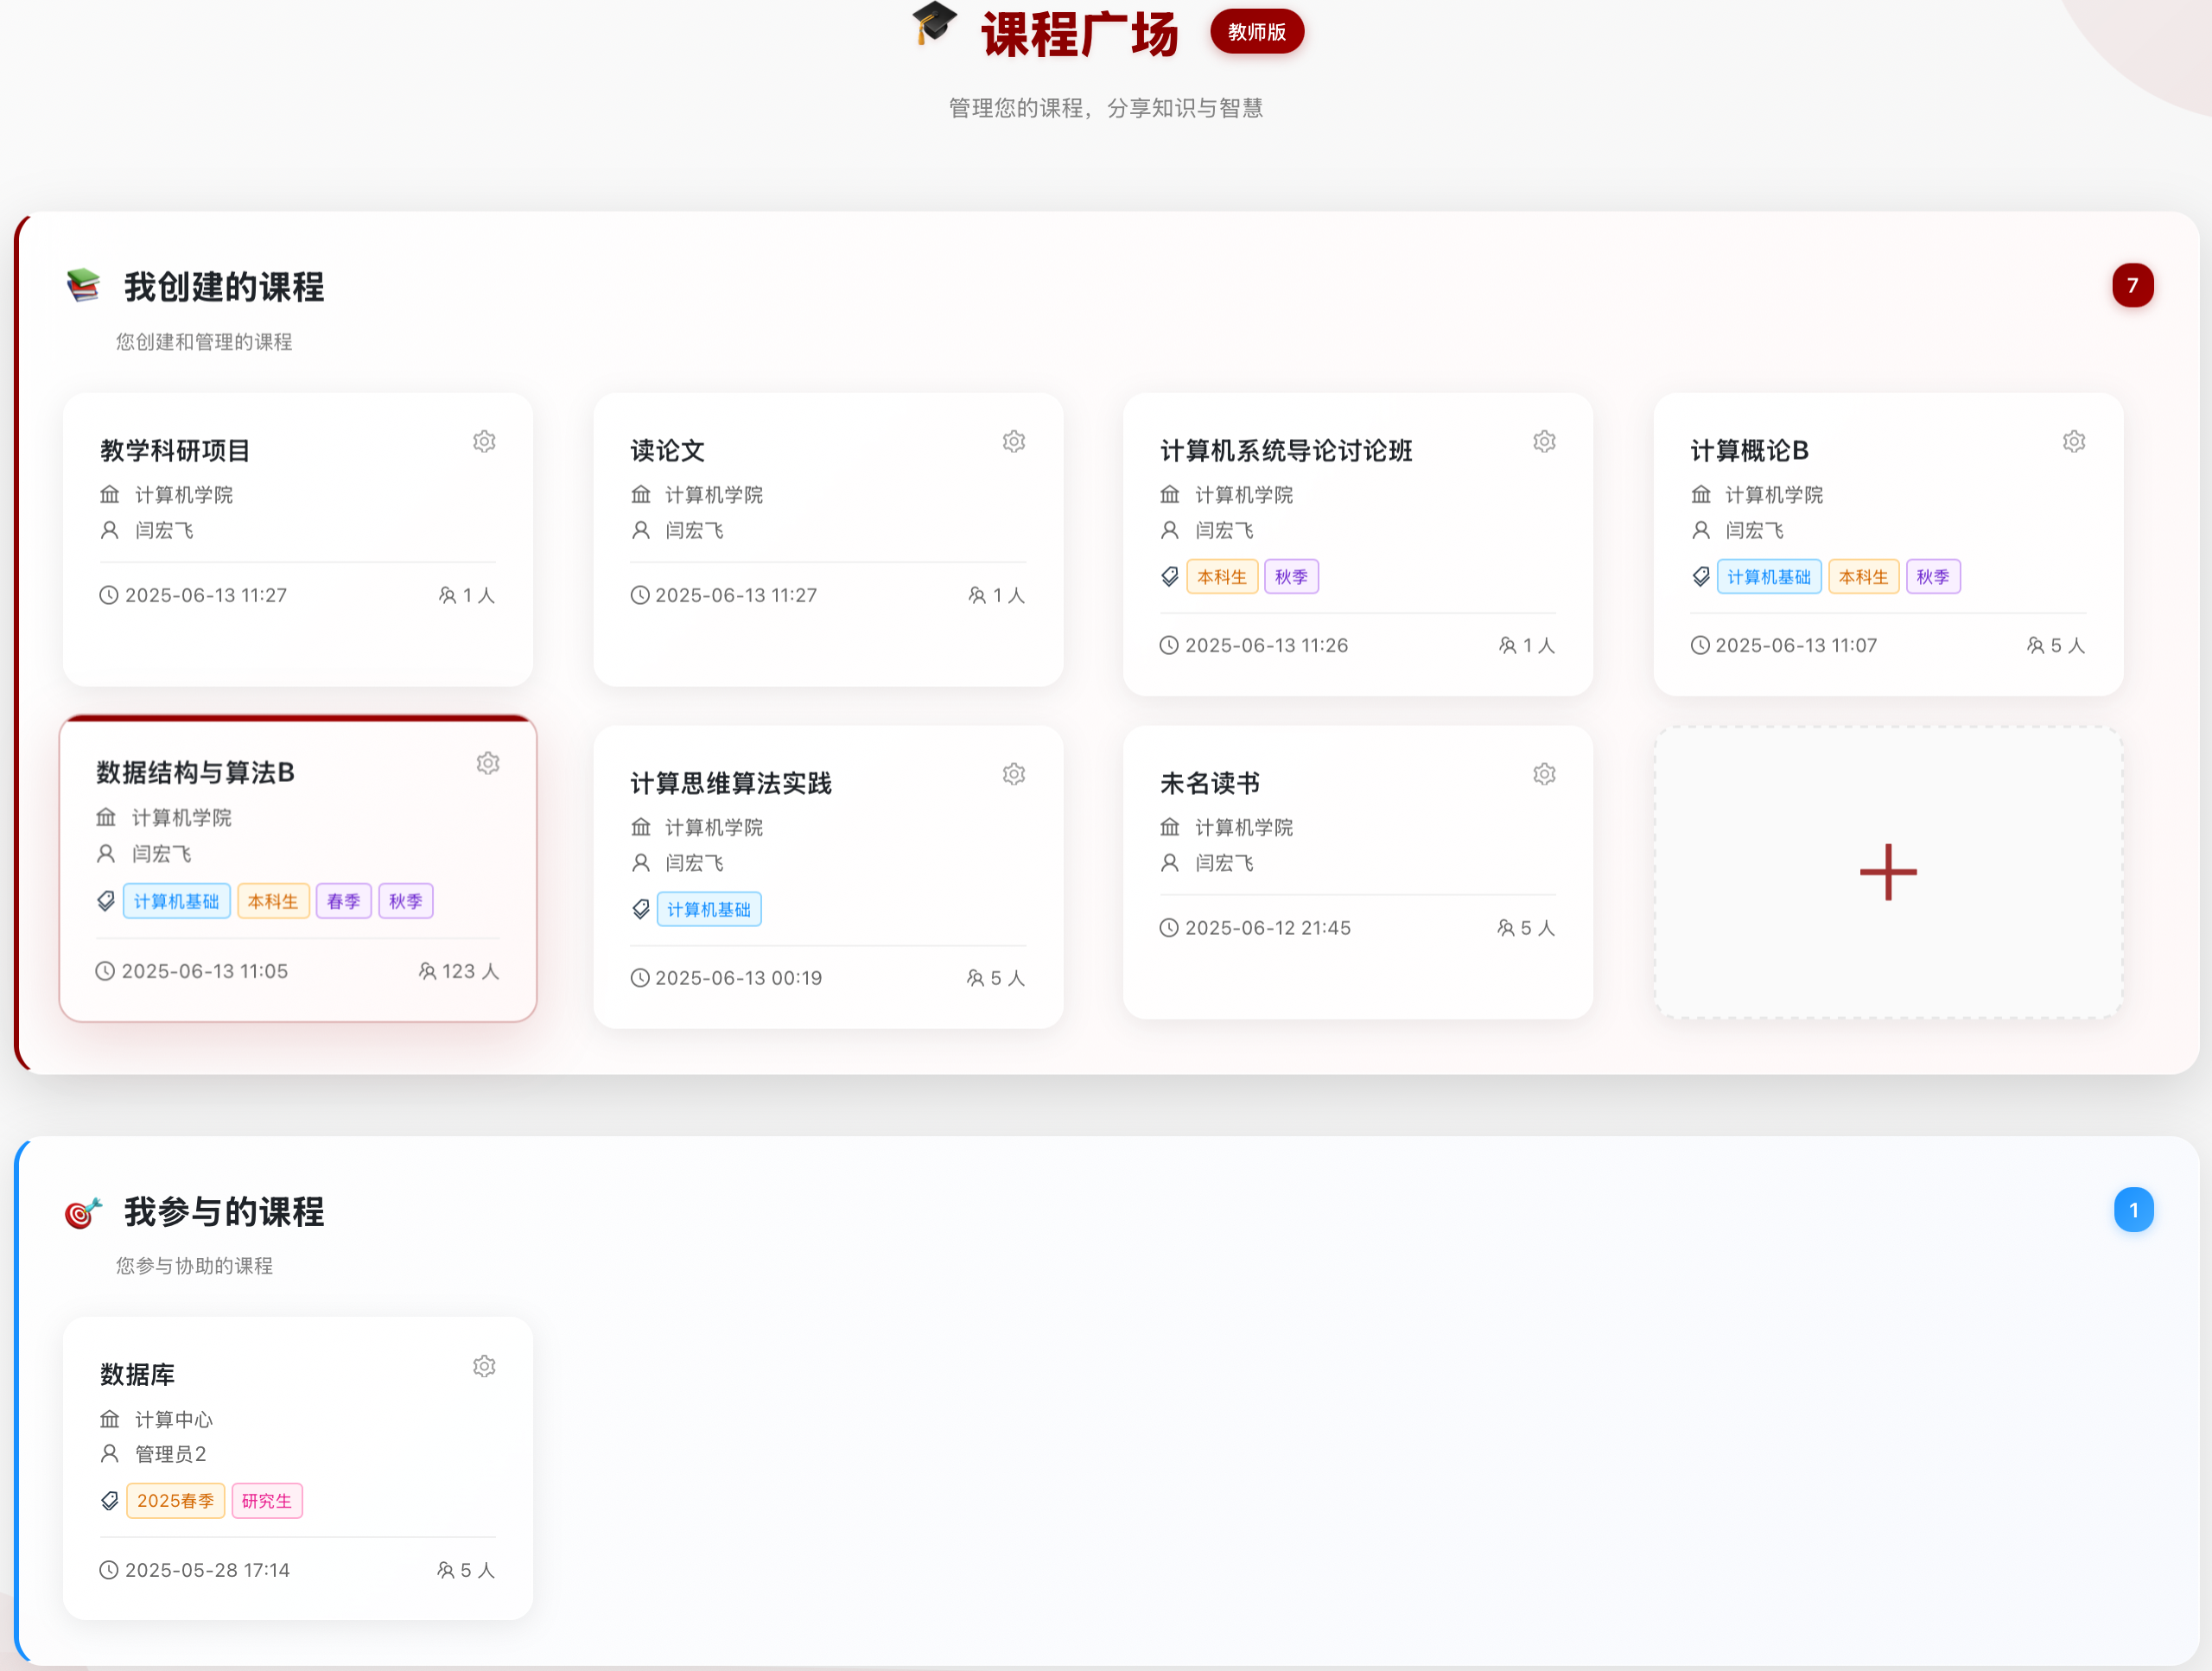 课程广场 教师版
管理您的课程，分享知识与智慧
我创建的课程
7
您创建和管理的课程
教学科研项目
计算机学院
闫宏飞
2025-06-13 11:27 1 人
读论文
计算机学院
闫宏飞
2025-06-13 11:27 1 人
计算机系统导论讨论班
计算机学院
闫宏飞
本科生 秋季
2025-06-13 11:26 1 人
计算概论B
计算机学院
闫宏飞
计算机基础 本科生 秋季
2025-06-13 11:07 5 人
数据结构与算法B
计算机学院
闫宏飞
计算机基础 本科生 春季 秋季
2025-06-13 11:05 123 人
计算思维算法实践
计算机学院
闫宏飞
计算机基础
2025-06-13 00:19 5 人
未名读书
计算机学院
闫宏飞
2025-06-12 21:45 5 人
我参与的课程
1
您参与协助的课程
数据库
计算中心
管理员2
2025春季 研究生
2025-05-28 17:14 5 人